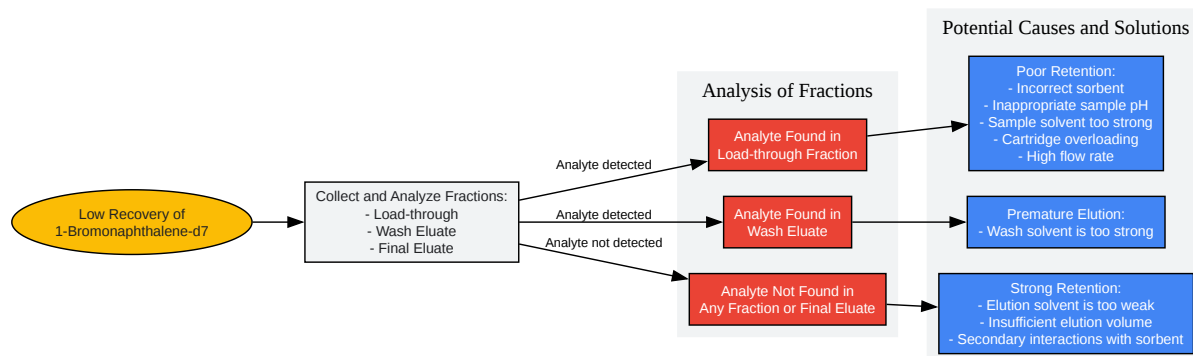 Potential Causes and Solutions
Poor Retention:
- Incorrect sorbent
- Inappropriate sample pH
- Sample solvent too strong
- Cartridge overloading
- High flow rate
Analysis of Fractions
Analyte Found in
Load-through Fraction
Analyte detected
Low Recovery of
1-Bromonaphthalene-d7
Collect and Analyze Fractions:
- Load-through
- Wash Eluate
- Final Eluate
Analyte detected
Analyte Found in
Wash Eluate
Premature Elution:
- Wash solvent is too strong
Analyte not detected
Analyte Not Found in
Any Fraction or Final Eluate
Strong Retention:
- Elution solvent is too weak
- Insufficient elution volume
- Secondary interactions with sorbent